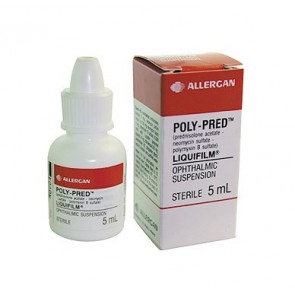 ALLERGAN
POLY-PRED™
(prednisolone acetate -
neomycin sulfate -
polymyxin B sulfate)
LIQUIFILM®
OPHTHALMIC
SUSPENSION
STERILE 5 mL
ALLERGAN
POLY-PRED™
LIQUIFILM®
OPHTHALMIC SUSPENSION
5 mL